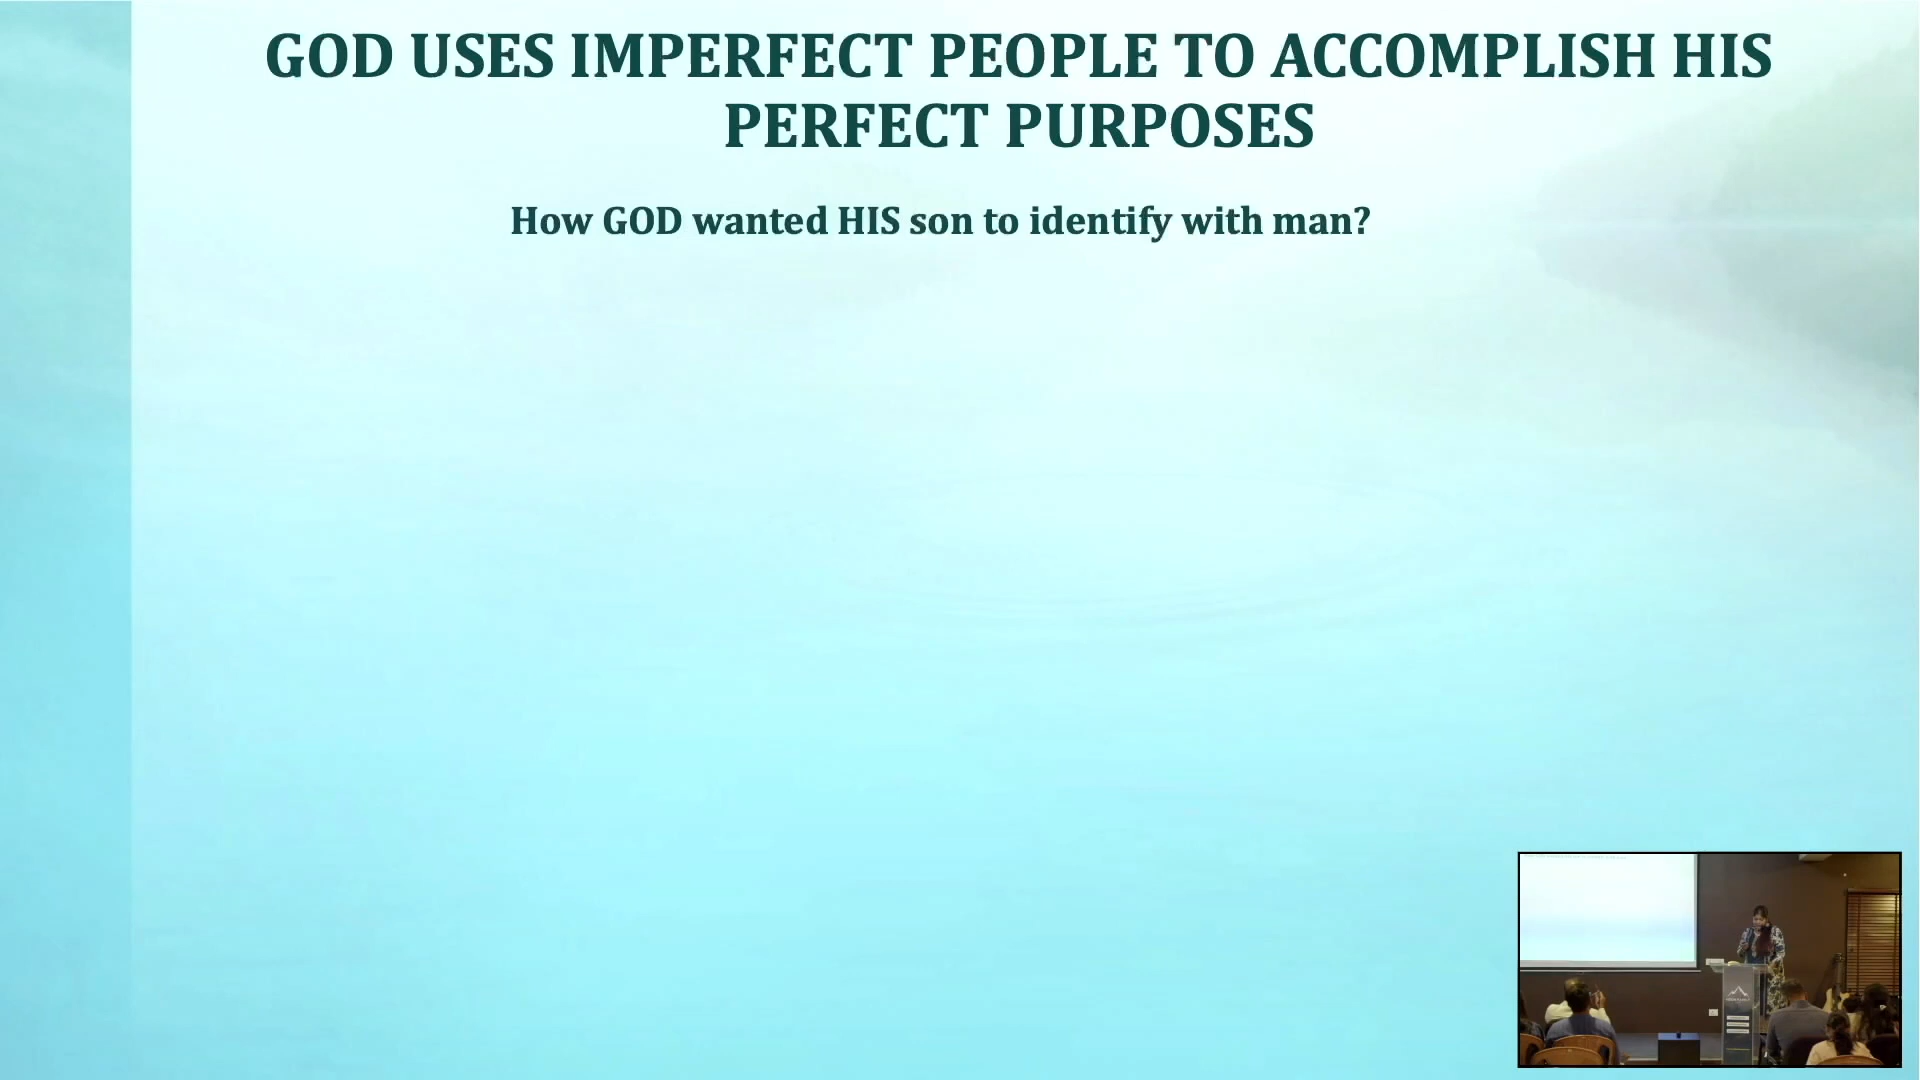 GOD USES IMPERFECT PEOPLE TO ACCOMPLISH HIS
PERFECT PURPOSES
How GOD wanted HIS son to identify with man?